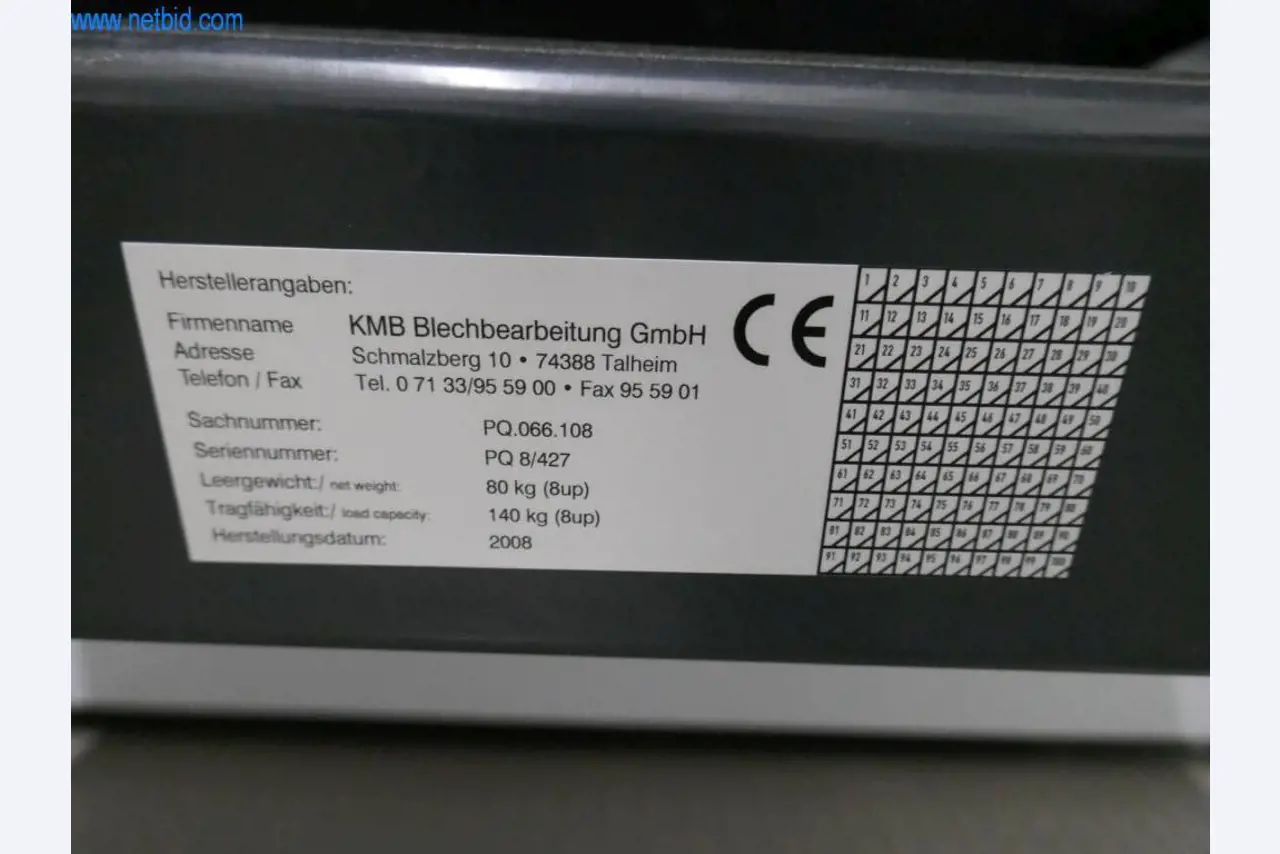 www.netbid.com
Herstellerangaben:
Firmenname KMB Blechbearbeitung GmbH
Adresse Schmalzberg 10 • 74388 Talheim
Telefon / Fax Tel. 0 71 33/95 59 00 • Fax 95 59 01
Sachnummer: PQ.066.108
Seriennummer: PQ 8/427
Leergewicht:/ net weight: 80 kg (8up)
Tragfähigkeit:/ load capacity: 140 kg (8up)
Herstellungsdatum: 2008
CE
1 2 3 4 5 6 7 8 9 10
11 12 13 14 15 16 17 18 19 20
21 22 23 24 25 26 27 28 29 30
31 32 33 34 35 36 37 38 39 40
41 42 43 44 45 46 47 48 49 50
51 52 53 54 55 56 57 58 59 60
61 62 63 64 65 66 67 68 69 70
71 72 73 74 75 76 77 78 79 80
81 82 83 84 85 86 87 88 89 90
91 92 93 94 95 96 97 98 99 100